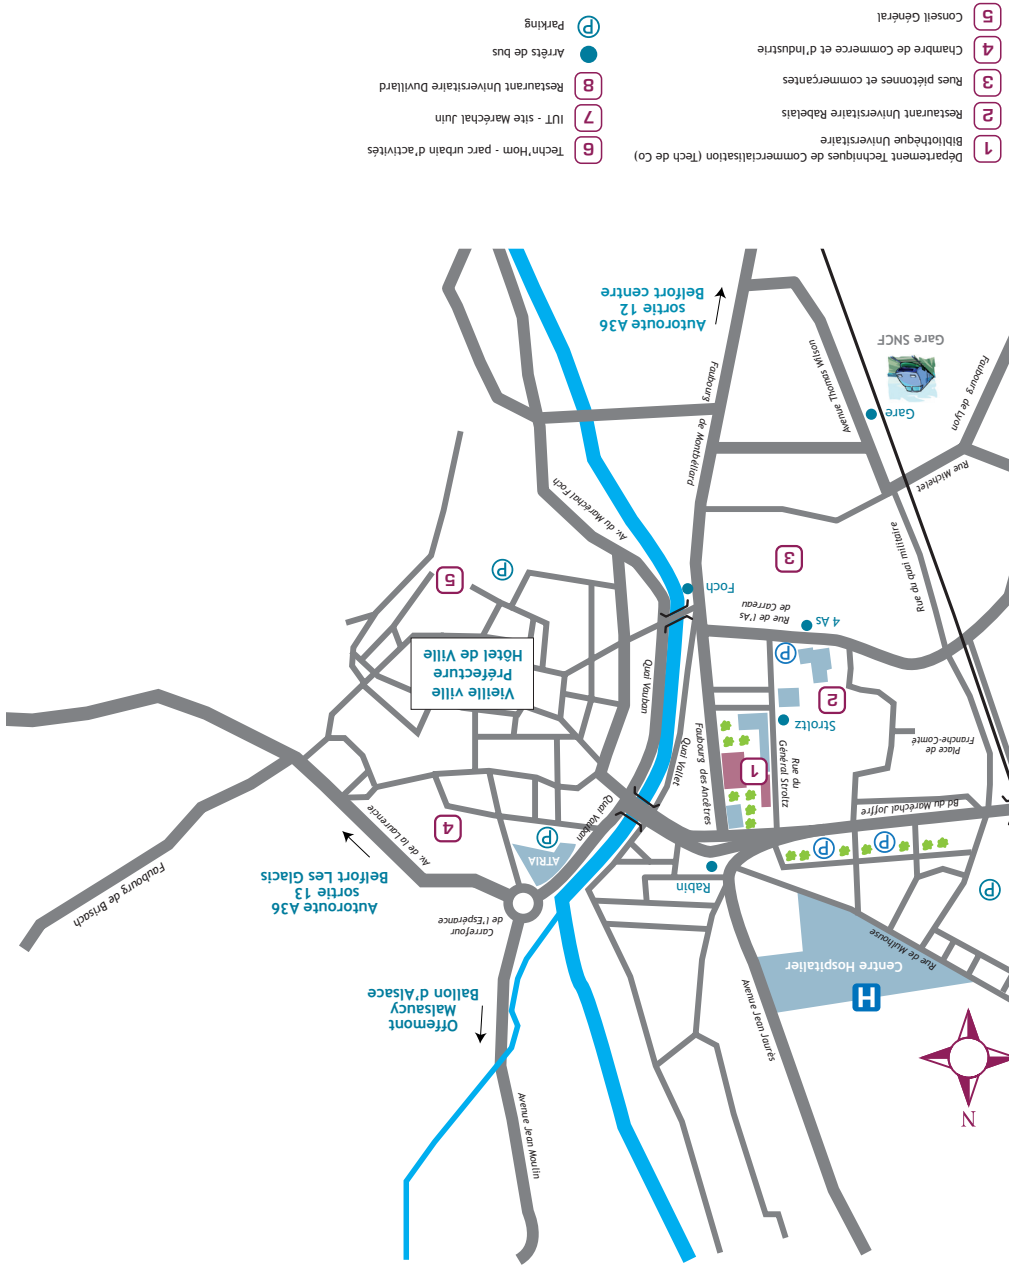 N
Avenue Jean Moulin
Avenue Jean Jaurès
Offemont
Malsaucy
Ballon d'Alsace
H
Centre Hospitalier
Rue de Mulhouse
Carrefour
de l'Espérance
P
Rabin
Autoroute A36
sortie 13
Belfort Les Glacis
Faubourg de Brisach
ATRIA
P
P
P
Av. de la Laurencie
4
Quai Vauban
Bd du Maréchal Joffre
Rue du
Général Stroltz
1
Faubourg des Ancêtres
Quai Vallet
Place de
Franche-Comté
Stroltz
2
Quai Vauban
Vieille ville
Préfecture
Hôtel de Ville
P
4 As
Rue de l'As
de Carreau
Foch
5
P
Rue du quai militaire
3
Av. du Maréchal Foch
Rue Michelet
Faubourg de Lyon
Gare
Gare SNCF
Avenue Thomas Wilson
Faubourg
de Montbéliard
Autoroute A36
sortie 12
Belfort centre
1 Département Techniques de Commercialisation (Tech de Co)
Bibliothèque Universitaire
2 Restaurant Universitaire Rabelais
3 Rues piétonnes et commerçantes
4 Chambre de Commerce et d'Industrie
5 Conseil Général
6 Techn'Hom - parc urbain d'activités
7 IUT - site Maréchal Juin
8 Restaurant Universitaire Duvillard
Arrêts de bus
P Parking